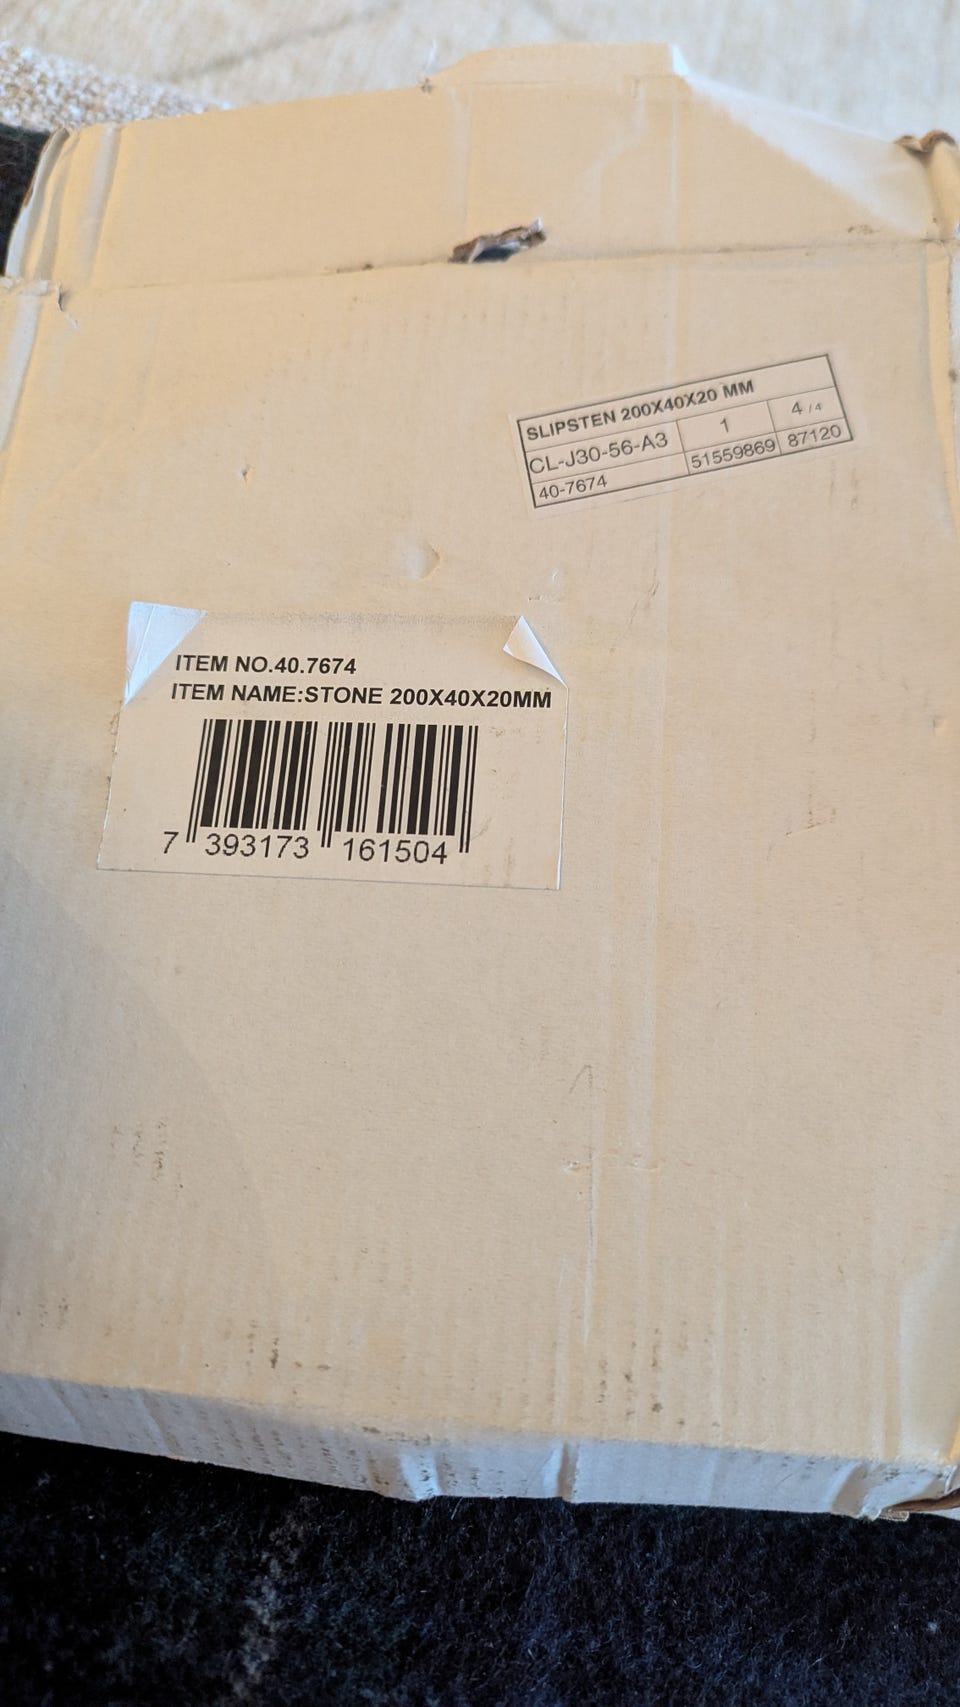 SLIPSTEN 200X40X20 MM
CL-J30-56-A3 1 4 /4
40-7674 51559869 87120
ITEM NO.40.7674
ITEM NAME:STONE 200X40X20MM
7 393173 161504